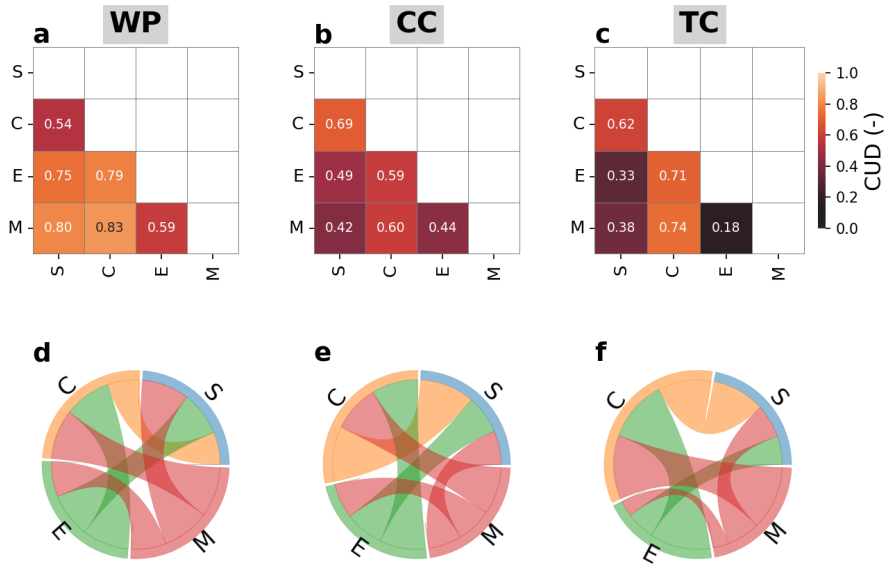 WP
CC
TC
a
b
c
S
C
0.54
0.69
0.62
E
0.75 0.79
0.49 0.59
0.33 0.71
M
0.80 0.83 0.59
0.42 0.60 0.44
0.38 0.74 0.18
S C E M
S C E M
S C E M
1.0
0.8
0.6
0.4
0.2
0.0
CUD (-)
d
e
f
C
S
E
M
C
S
E
M
C
S
E
M